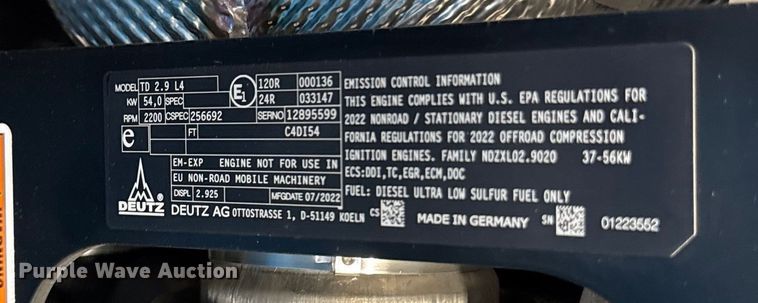 MODEL TD 2.9 L4
KW 54,0 SPEC
RPM 2200 CSPEC 256692
e FT C4DI54
E1
120R 000136
24R 033147
SERNO 12895599
EM-EXP ENGINE NOT FOR USE IN
EU NON-ROAD MOBILE MACHINERY
DISPL 2.925 MFGDATE 07/2022
DEUTZ
DEUTZ AG OTTOSTRASSE 1, D-51149 KOELN CS
EMISSION CONTROL INFORMATION
THIS ENGINE COMPLIES WITH U.S. EPA REGULATIONS FOR
2022 NONROAD / STATIONARY DIESEL ENGINES AND CALI-
FORNIA REGULATIONS FOR 2022 OFFROAD COMPRESSION
IGNITION ENGINES. FAMILY NDZXL02.9020 37-56KW
ECS:DDI,TC,EGR,ECM,DOC
FUEL: DIESEL ULTRA LOW SULFUR FUEL ONLY
MADE IN GERMANY SN 01223552
WARNING
Purple Wave Auction